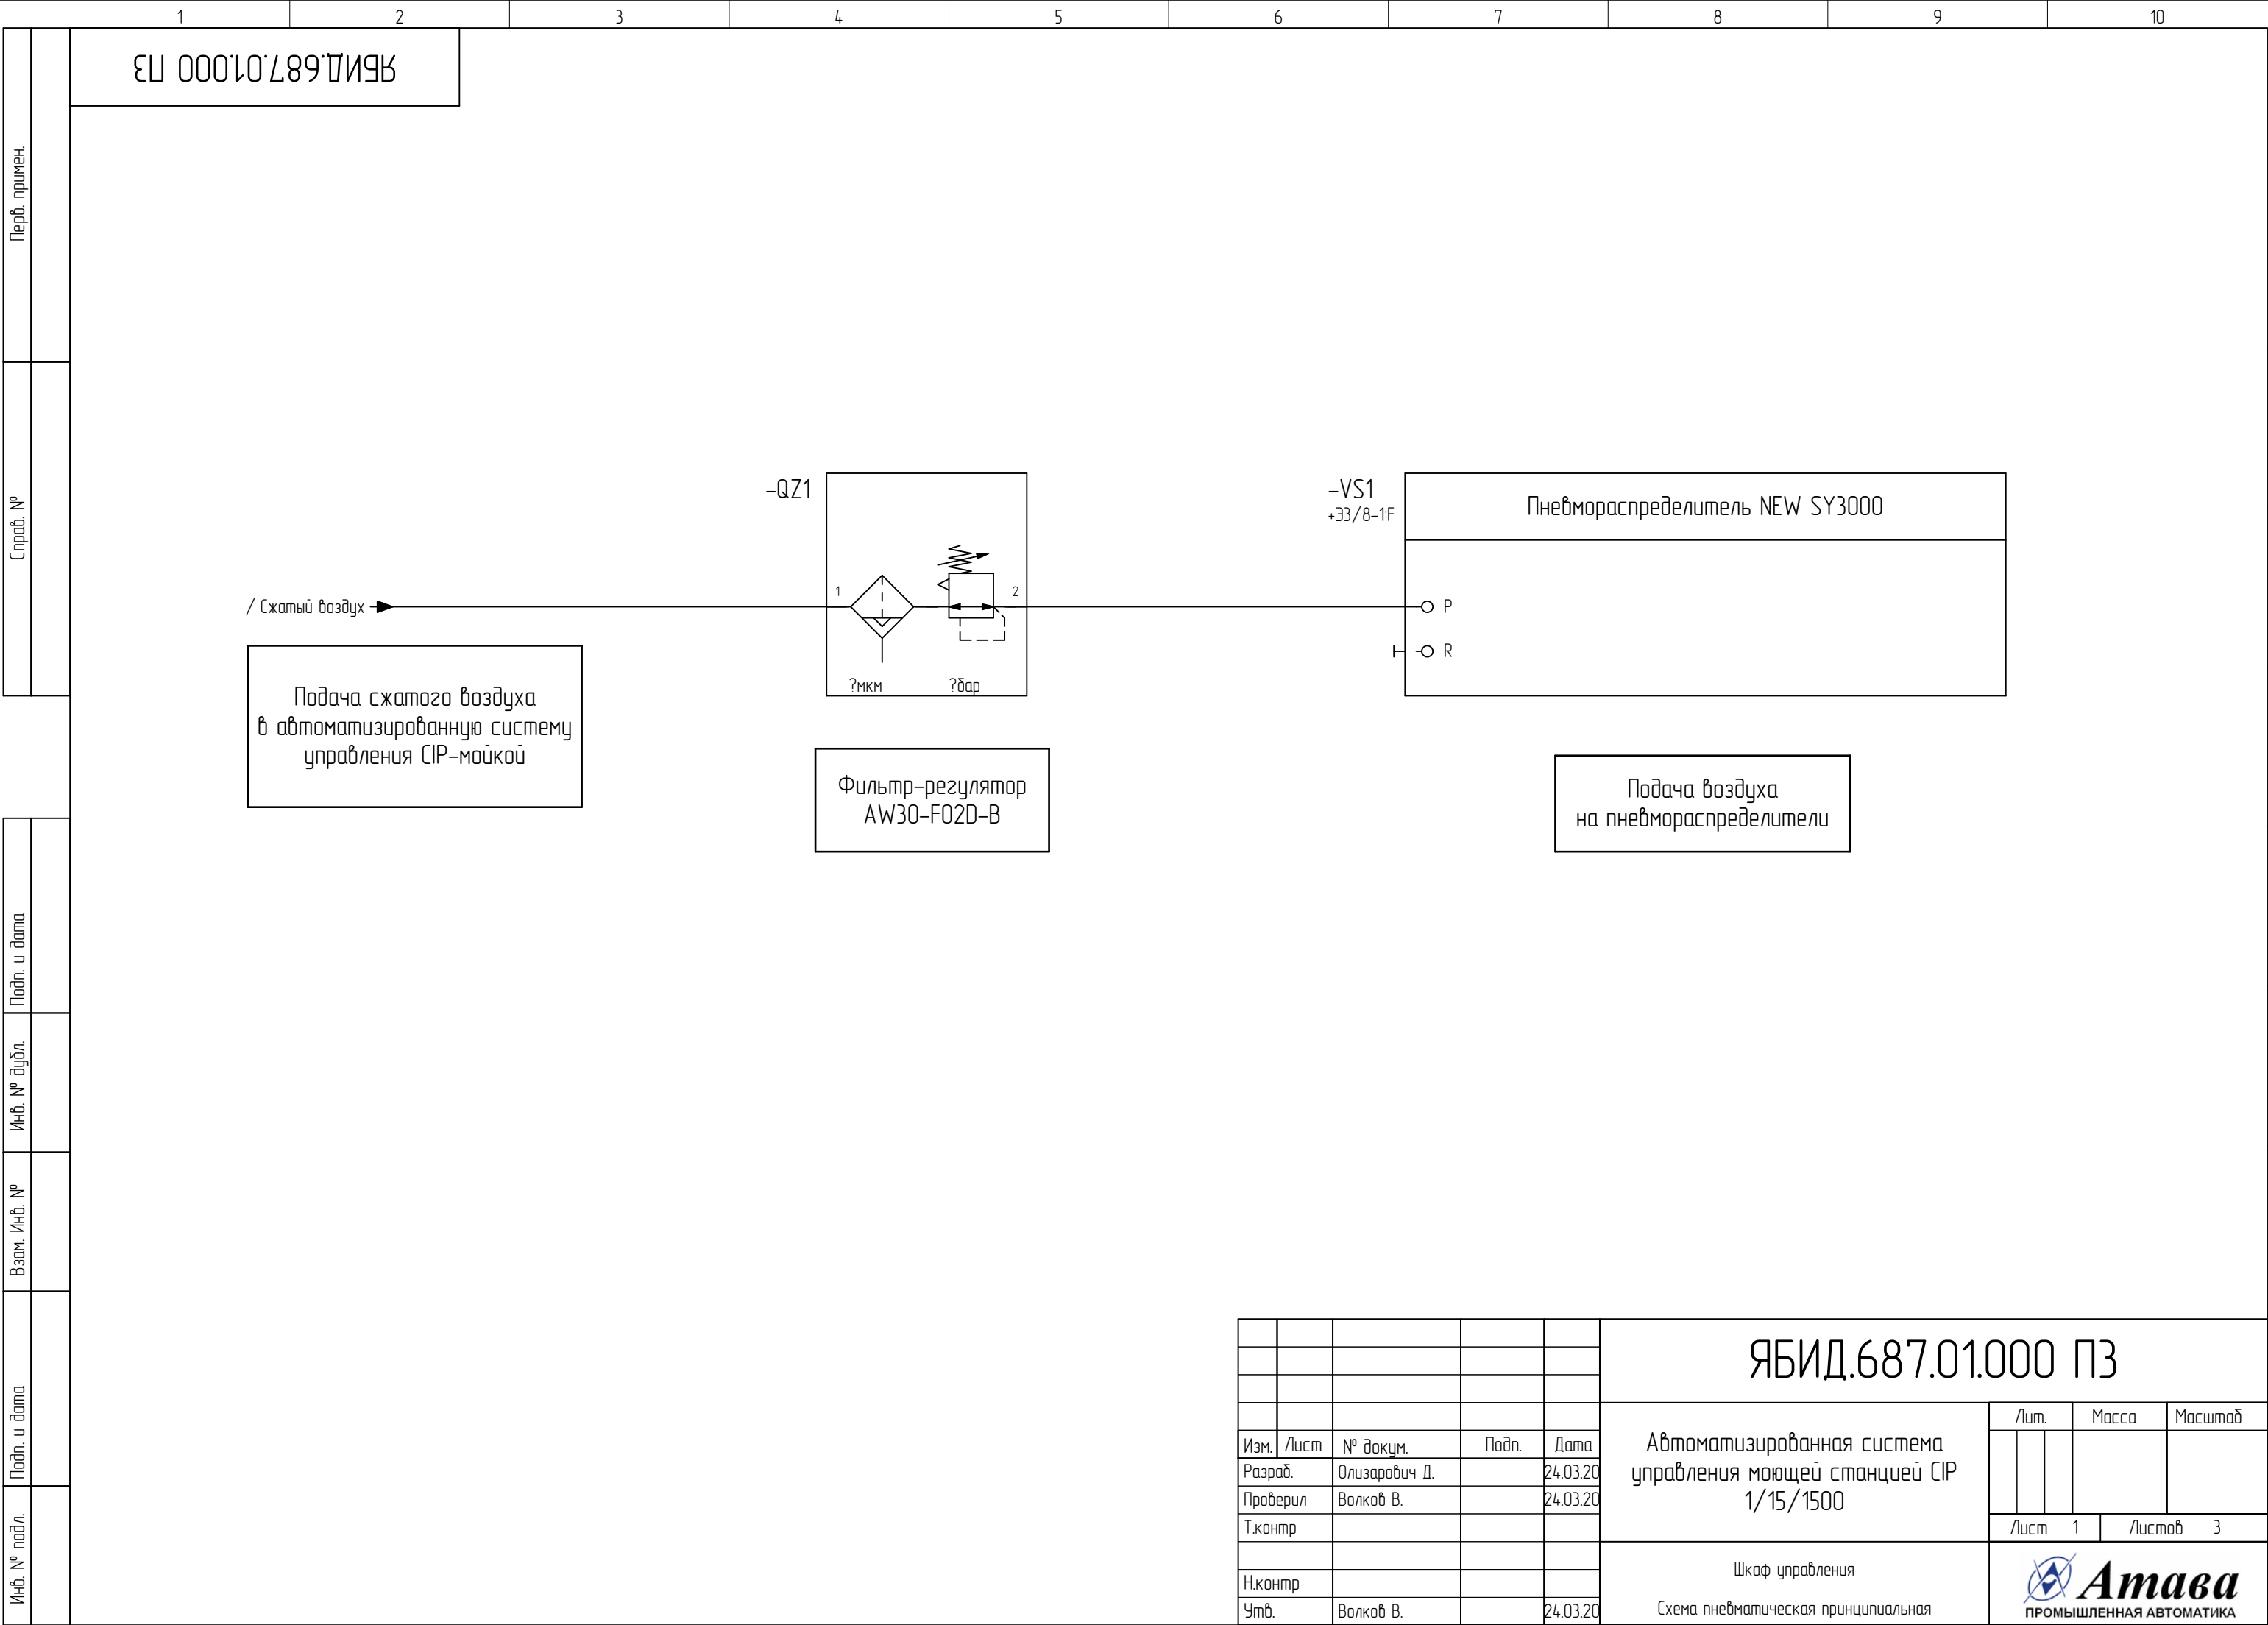 1 2 3 4 5 6 7 8 9 10
ЯБИД.687.01.000 П3
Перв. примен.
Справ. №
Подп. и дата
Инв. № дубл.
Взам. Инв. №
Подп. и дата
Инв. № подл.
/ Сжатый воздух
Подача сжатого воздуха
в автоматизированную систему
управления CIP-мойкой
-QZ1
1
2
?мкм
?бар
Фильтр-регулятор
AW30-F02D-B
-VS1
+Э3/8-1:F
Пневмораспределитель NEW SY3000
P
R
Подача воздуха
на пневмораспределители
ЯБИД.687.01.000 П3
Изм. Лист № докум. Подп. Дата
Разраб. Олизарович Д. 24.03.20
Проверил Волков В. 24.03.20
Т.контр
Н.контр
Утв. Волков В. 24.03.20
Автоматизированная система
управления моющей станцией CIP
1/15/1500
Лит. Масса Масштаб
Лист 1 Листов 3
Шкаф управления
Схема пневматическая принципиальная
Атава
ПРОМЫШЛЕННАЯ АВТОМАТИКА